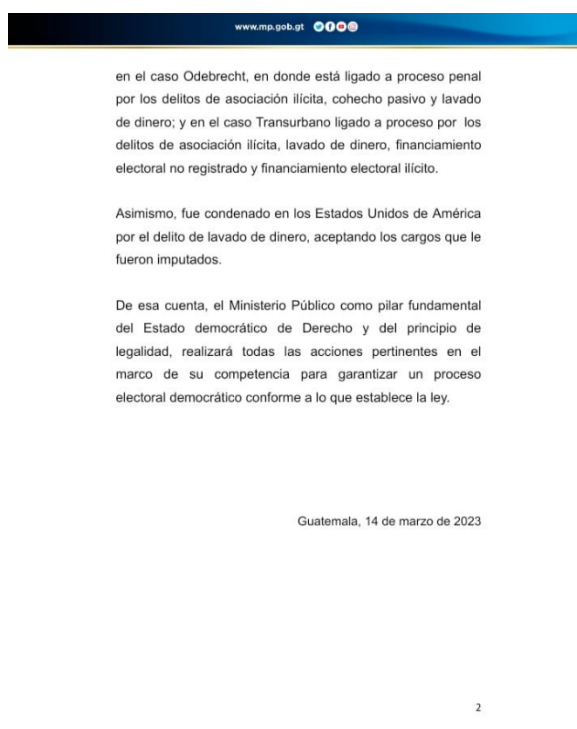 www.mp.gob.gt
en el caso Odebrecht, en donde está ligado a proceso penal
por los delitos de asociación ilícita, cohecho pasivo y lavado
de dinero; y en el caso Transurbano ligado a proceso por los
delitos de asociación ilícita, lavado de dinero, financiamiento
electoral no registrado y financiamiento electoral ilícito.
Asimismo, fue condenado en los Estados Unidos de América
por el delito de lavado de dinero, aceptando los cargos que le
fueron imputados.
De esa cuenta, el Ministerio Público como pilar fundamental
del Estado democrático de Derecho y del principio de
legalidad, realizará todas las acciones pertinentes en el
marco de su competencia para garantizar un proceso
electoral democrático conforme a lo que establece la ley.
Guatemala, 14 de marzo de 2023
2